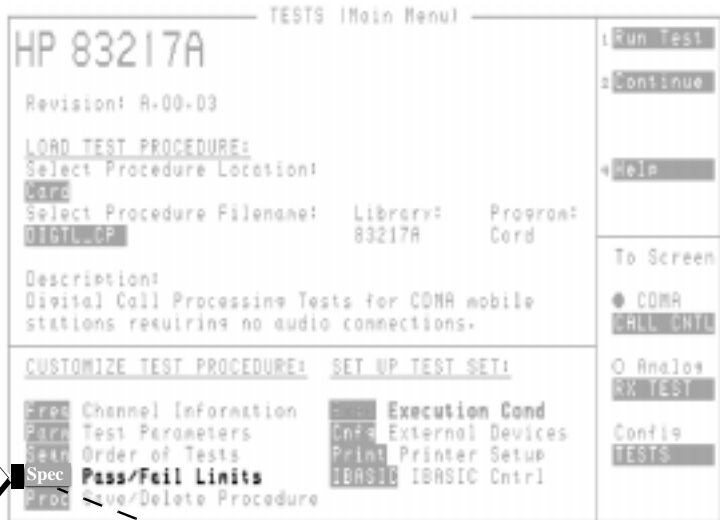 TESTS (Main Menu)
HP 83217A
Revision: A.00.03
LOAD TEST PROCEDURE:
Select Procedure Location:
Card
Select Procedure Filename: Library: Program:
DIGTL_CP 83217A Card
Description:
Digital Call Processing Tests for CDMA mobile
stations requiring no audio connections.
CUSTOMIZE TEST PROCEDURE: SET UP TEST SET:
Freq Channel Information Execution Cond
Parm Test Parameters Cnfg External Devices
Seqn Order of Tests Print Printer Setup
Spec Pass/Fail Limits IBASIC IBASIC Cntrl
Proc Save/Delete Procedure
1 Run Test
2 Continue
4 Help
To Screen
CDMA
CALL CNTL
Analog
RX TEST
Config
TESTS